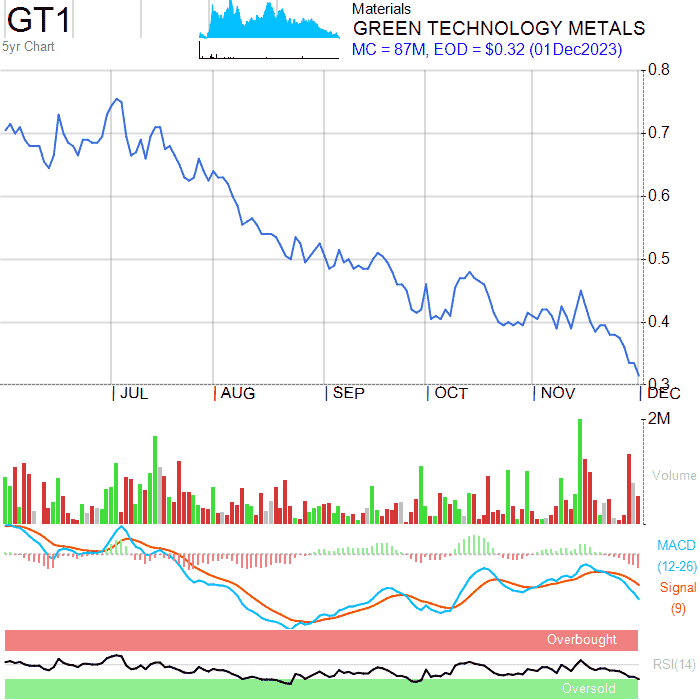 GT1
5yr Chart
Materials
GREEN TECHNOLOGY METALS
MC = 87M, EOD = $0.32 (01Dec2023)
0.8
0.7
0.6
0.5
0.4
0.3
JUL AUG SEP OCT NOV DEC
2M
Volume
MACD
(12-26)
Signal
(9)
Overbought
RSI(14)
Oversold